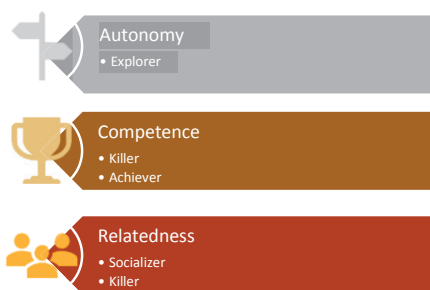 Autonomy
• Explorer
Competence
• Killer
• Achiever
Relatedness
• Socializer
• Killer